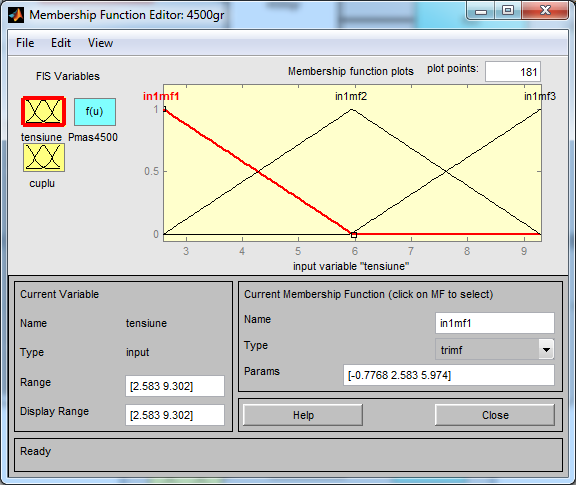 Membership Function Editor: 4500gr
File Edit View
FIS Variables
Membership function plots plot points: 181
f(u)
tensiune Pmas4500
cuplu
in1mf1 in1mf2 in1mf3
1
0.5
0
3 4 5 6 7 8 9
input variable "tensiune"
Current Variable
Name tensiune
Type input
Range [2.583 9.302]
Display Range [2.583 9.302]
Current Membership Function (click on MF to select)
Name in1mf1
Type trimf
Params [-0.7768 2.583 5.974]
Help Close
Ready